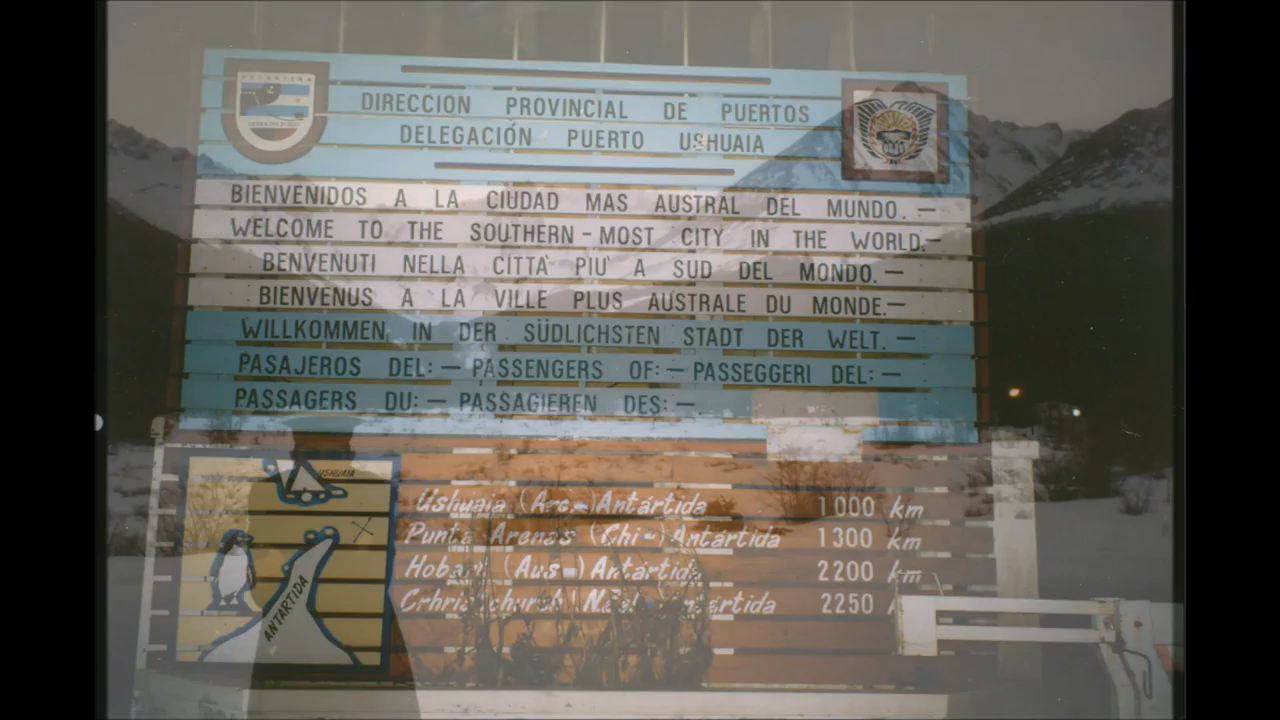 ARGENTINA
DIRECCION PROVINCIAL DE PUERTOS
DELEGACIÓN PUERTO USHUAIA
BIENVENIDOS A LA CIUDAD MAS AUSTRAL DEL MUNDO. —
WELCOME TO THE SOUTHERN - MOST CITY IN THE WORLD. —
BENVENUTI NELLA CITTA' PIU' A SUD DEL MONDO. —
BIENVENUS A LA VILLE PLUS AUSTRALE DU MONDE. —
WILLKOMMEN IN DER SÜDLICHSTEN STADT DER WELT. —
PASAJEROS DEL: — PASSENGERS OF: — PASSEGGERI DEL: —
PASSAGERS DU: — PASSAGIEREN DES: —
USHUAIA
ANTARTIDA
Ushuaia (Arg-) Antártida 1000 km
Punta Arenas (Chi-) Antártida 1300 km
Hobart (Aus-) Antártida 2200 km
2250